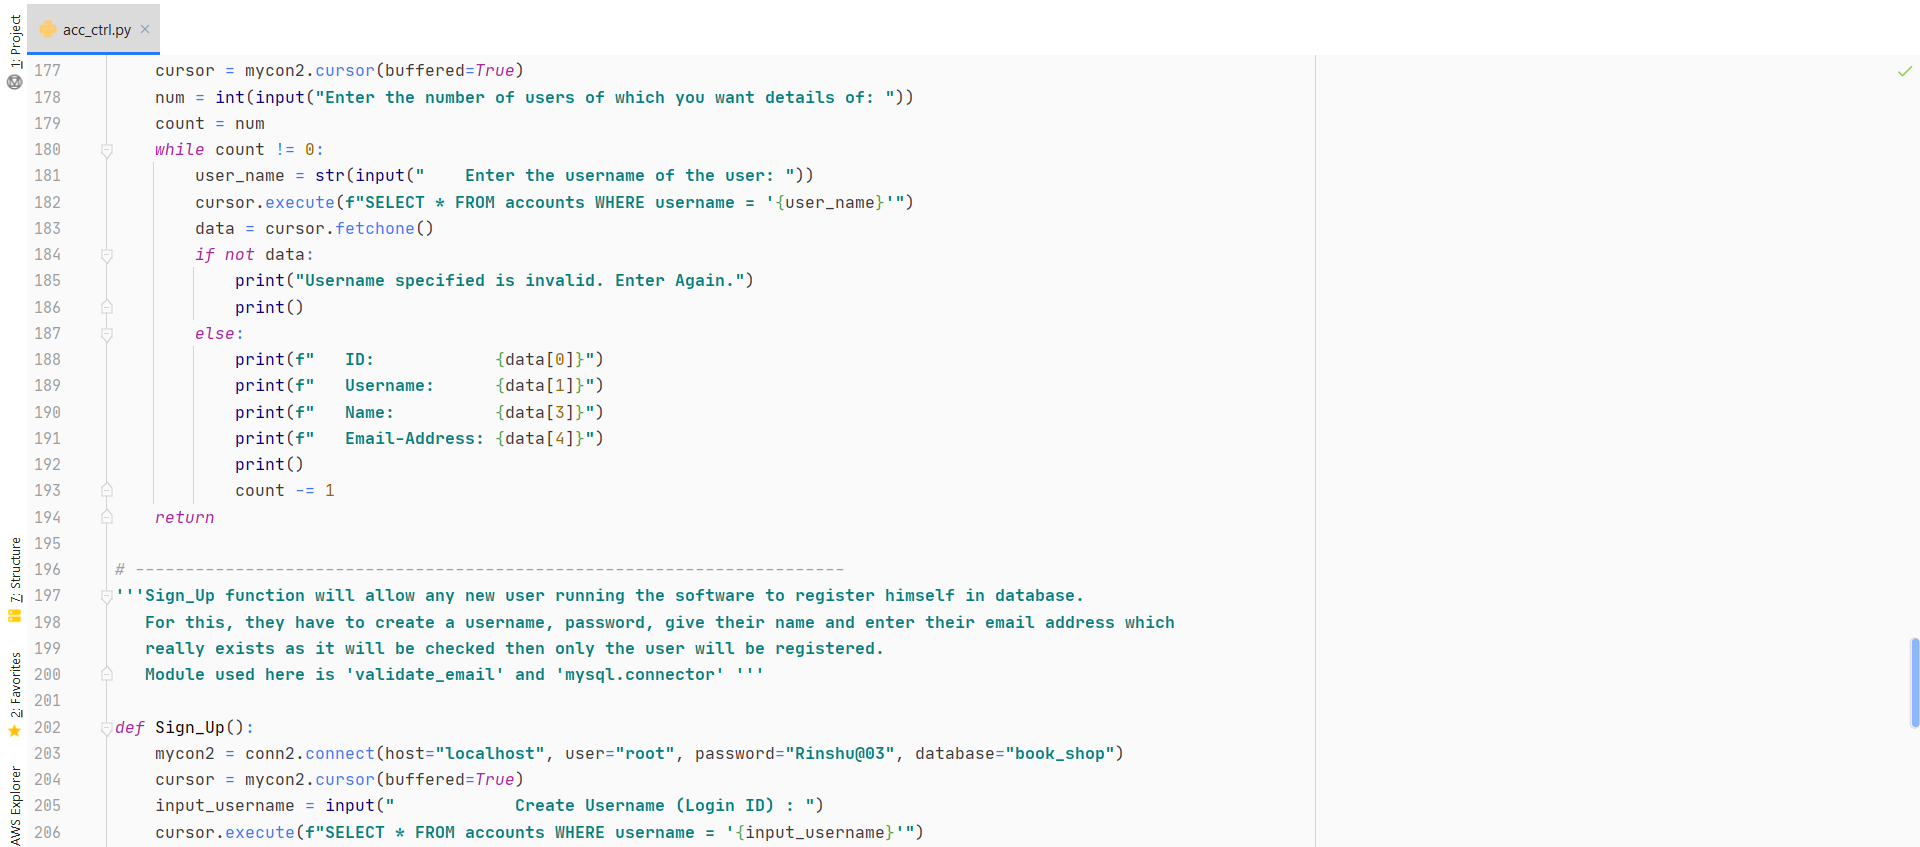 acc_ctrl.py
1: Project
7: Structure
2: Favorites
AWS Explorer
177 cursor = mycon2.cursor(buffered=True)
178 num = int(input("Enter the number of users of which you want details of: "))
179 count = num
180 while count != 0:
181 user_name = str(input("    Enter the username of the user: "))
182 cursor.execute(f"SELECT * FROM accounts WHERE username = '{user_name}'")
183 data = cursor.fetchone()
184 if not data:
185 print("Username specified is invalid. Enter Again.")
186 print()
187 else:
188 print(f"   ID:            {data[0]}")
189 print(f"   Username:      {data[1]}")
190 print(f"   Name:          {data[3]}")
191 print(f"   Email-Address: {data[4]}")
192 print()
193 count -= 1
194 return
195
196 # -----------------------------------------------------------------------
197 '''Sign_Up function will allow any new user running the software to register himself in database.
198 For this, they have to create a username, password, give their name and enter their email address which
199 really exists as it will be checked then only the user will be registered.
200 Module used here is 'validate_email' and 'mysql.connector' '''
201
202 def Sign_Up():
203 mycon2 = conn2.connect(host="localhost", user="root", password="Rinshu@03", database="book_shop")
204 cursor = mycon2.cursor(buffered=True)
205 input_username = input("            Create Username (Login ID) : ")
206 cursor.execute(f"SELECT * FROM accounts WHERE username = '{input_username}'")